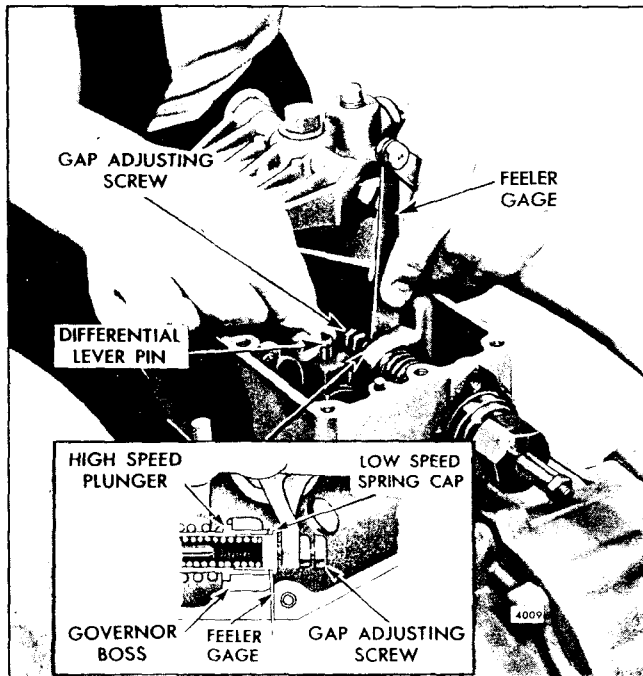 GAP ADJUSTING
SCREW
FEELER
GAGE
DIFFERENTIAL
LEVER PIN
HIGH SPEED
PLUNGER
LOW SPEED
SPRING CAP
GOVERNOR
BOSS
FEELER
GAGE
GAP ADJUSTING
SCREW
4009